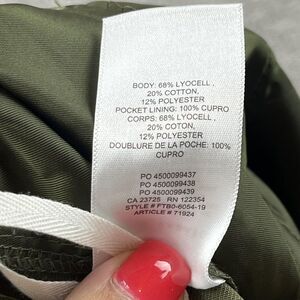 BODY: 68% LYOCELL,
20% COTTON,
12% POLYESTER
POCKET LINING: 100% CUPRO
CORPS: 68% LYOCELL ,
20% COTON,
12% POLYESTER
DOUBLURE DE LA POCHE: 100%
CUPRO
PO 4500099437
PO 4500099438
PO 4500099439
CA 23725 RN 122354
STYLE # FTB0-6054-19
ARTICLE # 71924